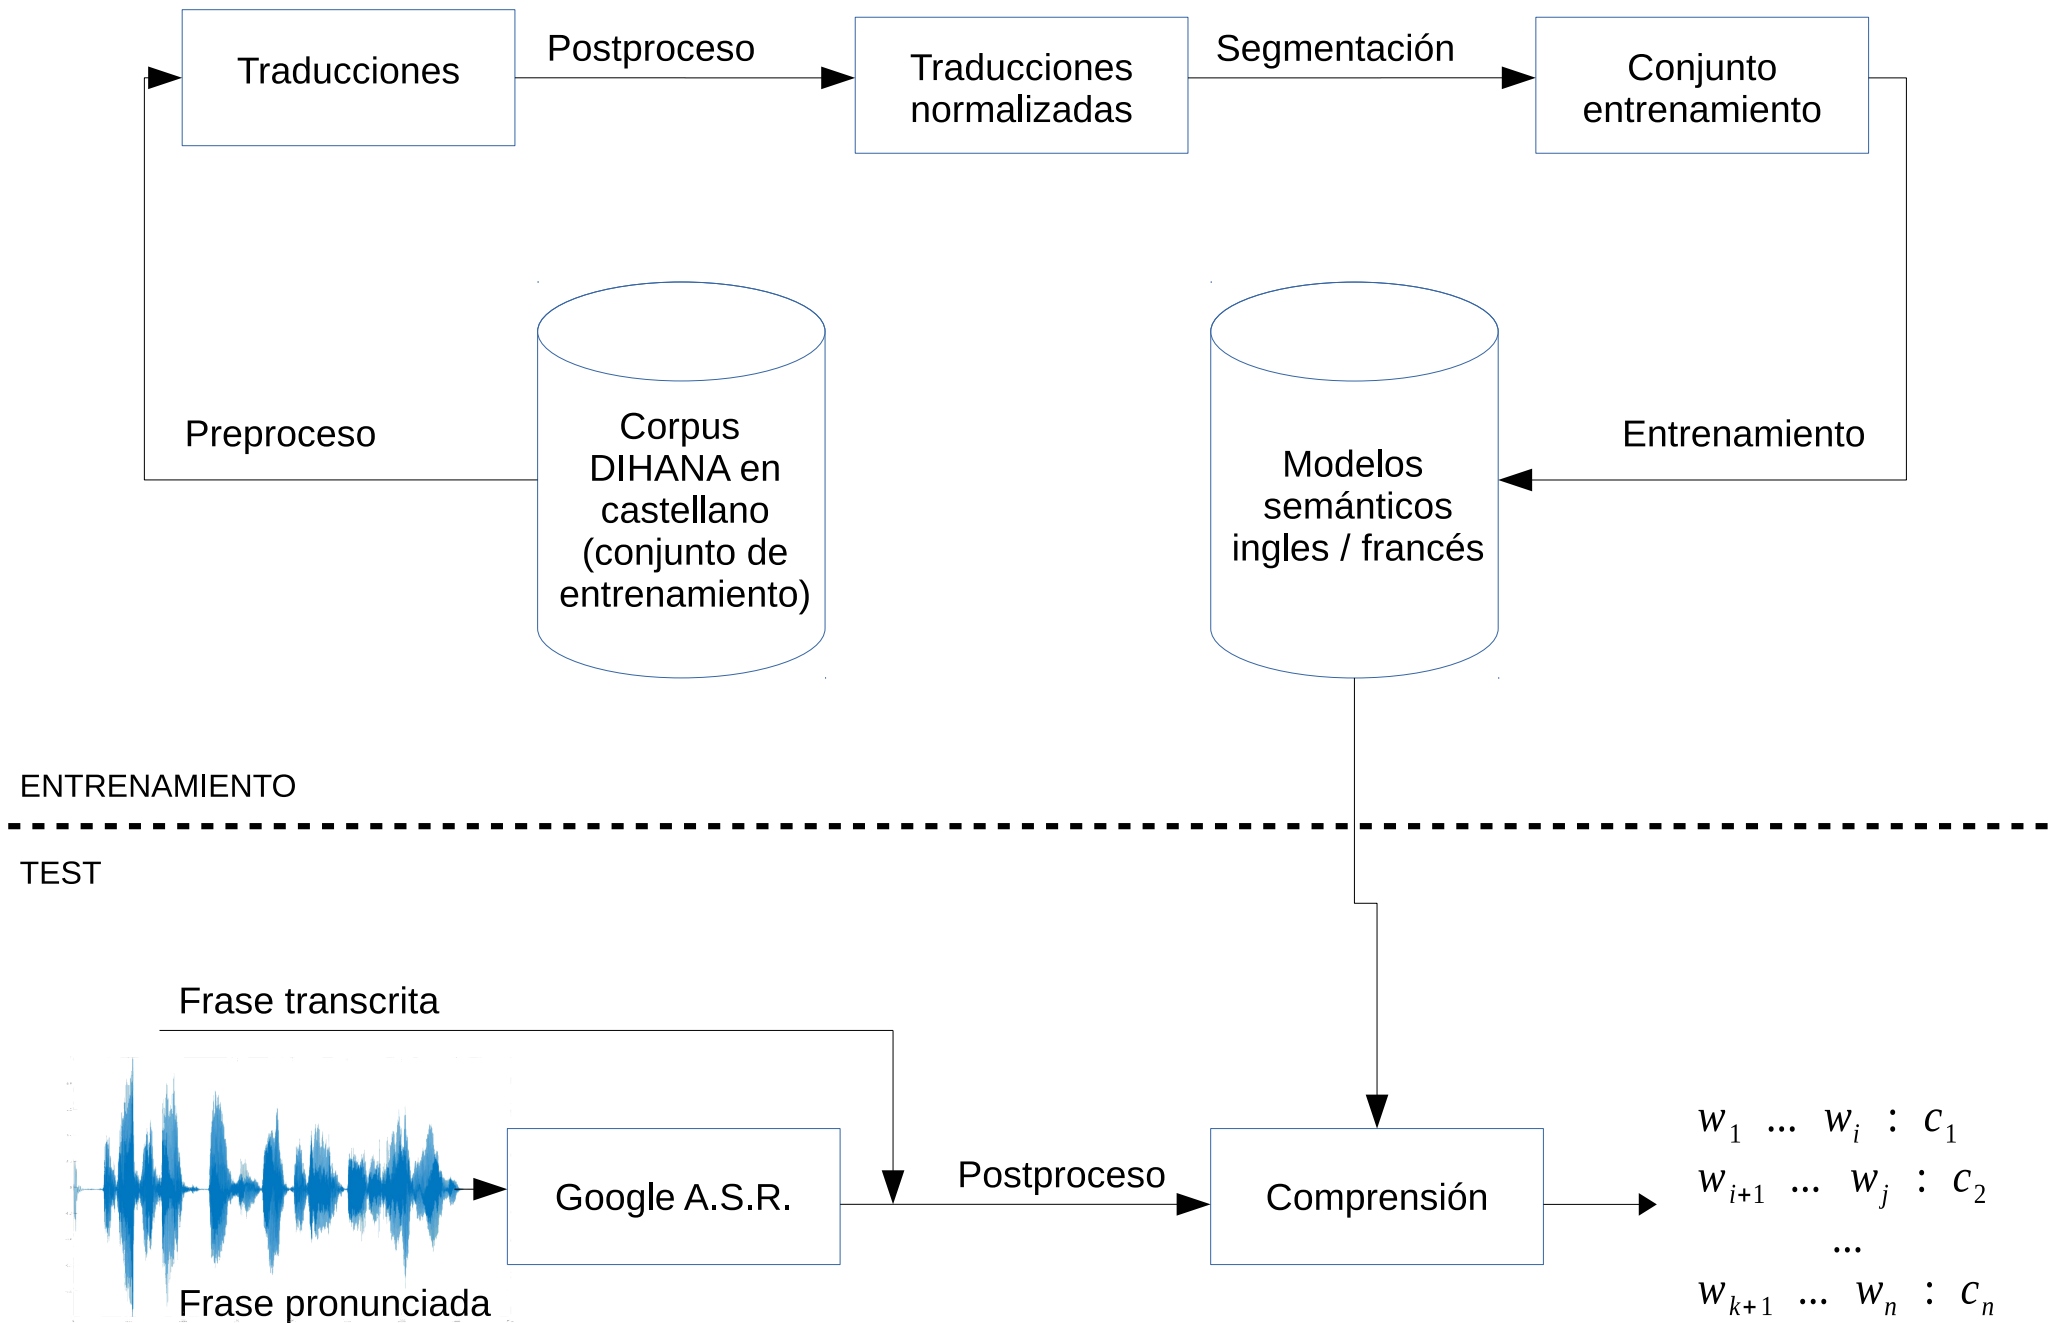 Traducciones
Postproceso
Traducciones
normalizadas
Segmentación
Conjunto
entrenamiento
Preproceso
Corpus
DIHANA en
castellano
(conjunto de
entrenamiento)
Modelos
semánticos
ingles / francés
Entrenamiento
ENTRENAMIENTO
TEST
Frase transcrita
Frase pronunciada
Google A.S.R.
Postproceso
Comprensión
w₁ ... wᵢ : c₁
wᵢ₊₁ ... wⱼ : c₂
...
wₖ₊₁ ... wₙ : cₙ